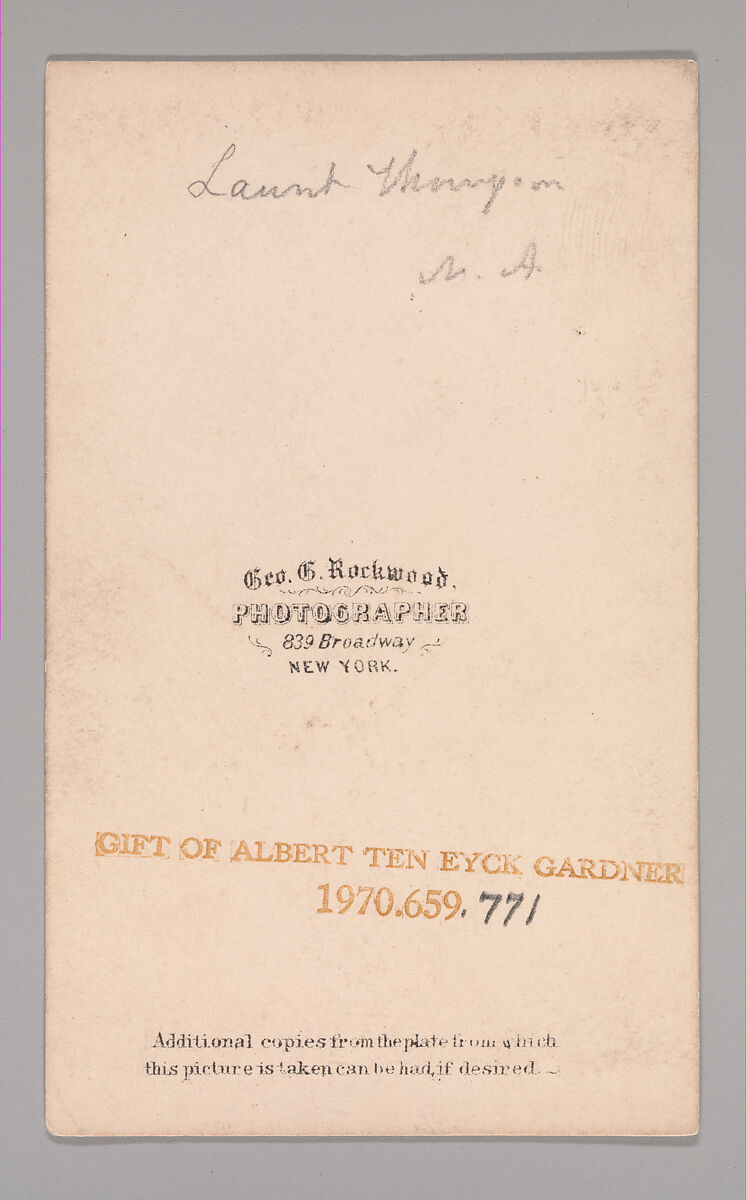 Launt Thompson
N. A.
Geo. G. Rockwood.
PHOTOGRAPHER
839 Broadway
NEW YORK.
GIFT OF ALBERT TEN EYCK GARDNER
1970.659.771
Additional copies from the plate from which
this picture is taken can be had, if desired.